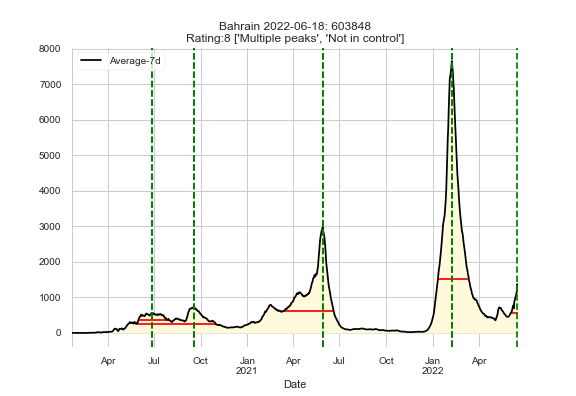 Bahrain 2022-06-18: 603848
Rating:8 ['Multiple peaks', 'Not in control']
Average-7d
8000
7000
6000
5000
4000
3000
2000
1000
0
Apr Jul Oct Jan Apr Jul Oct Jan Apr
2021 2022
Date